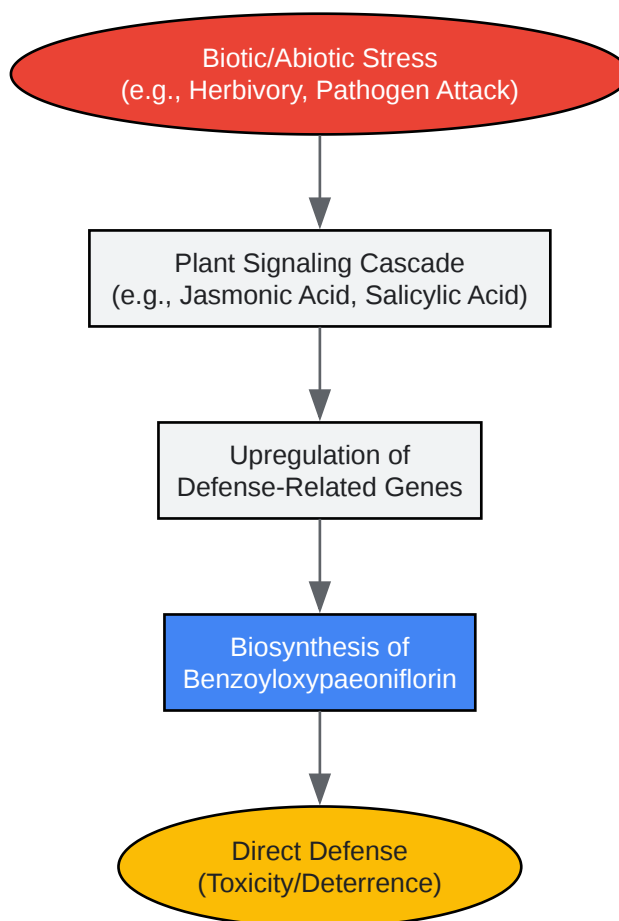 Biotic/Abiotic Stress
(e.g., Herbivory, Pathogen Attack)
Plant Signaling Cascade
(e.g., Jasmonic Acid, Salicylic Acid)
Upregulation of
Defense-Related Genes
Biosynthesis of
Benzoyloxypaeoniflorin
Direct Defense
(Toxicity/Deterrence)